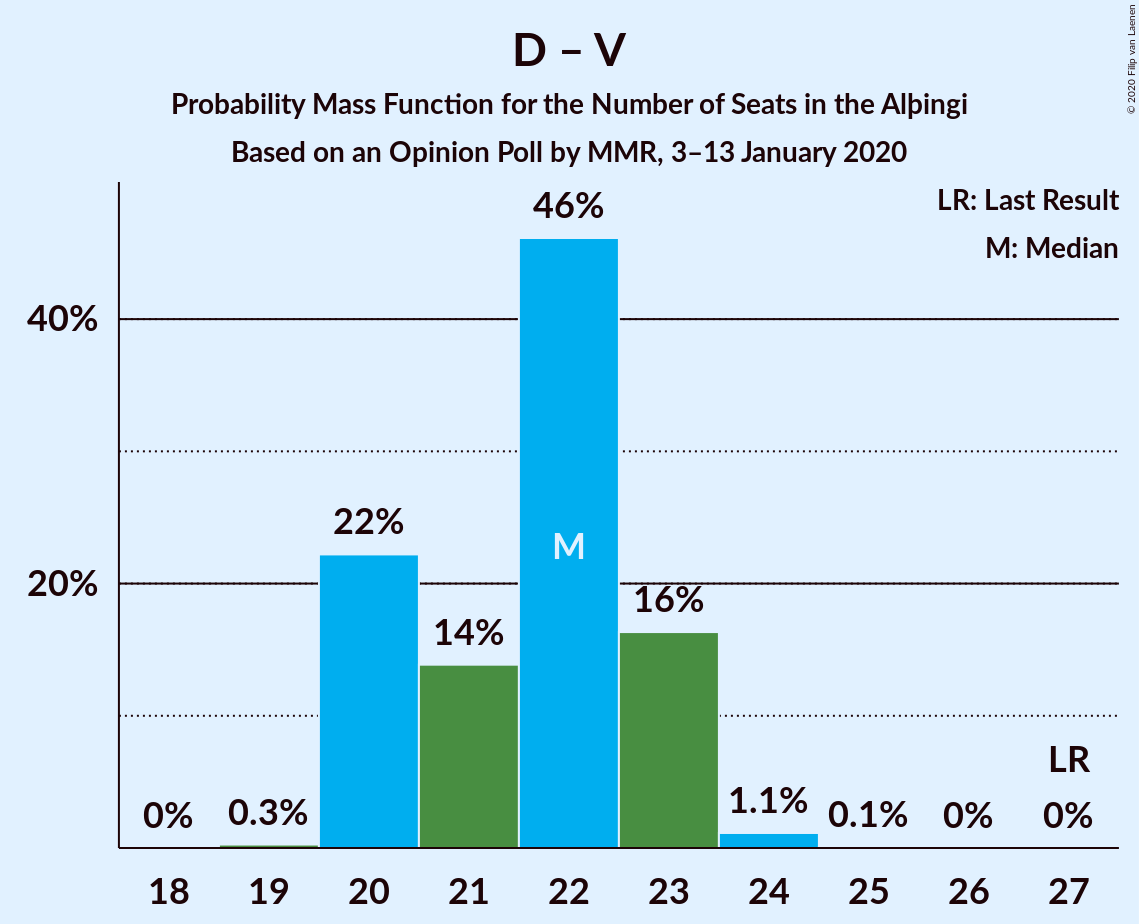 D – V
Probability Mass Function for the Number of Seats in the Alþingi
Based on an Opinion Poll by MMR, 3–13 January 2020
© 2020 Filip van Laenen
LR: Last Result
M: Median
40%
20%
0%
0.3%
22%
14%
46%
M
16%
1.1%
0.1%
0%
LR
0%
18 19 20 21 22 23 24 25 26 27